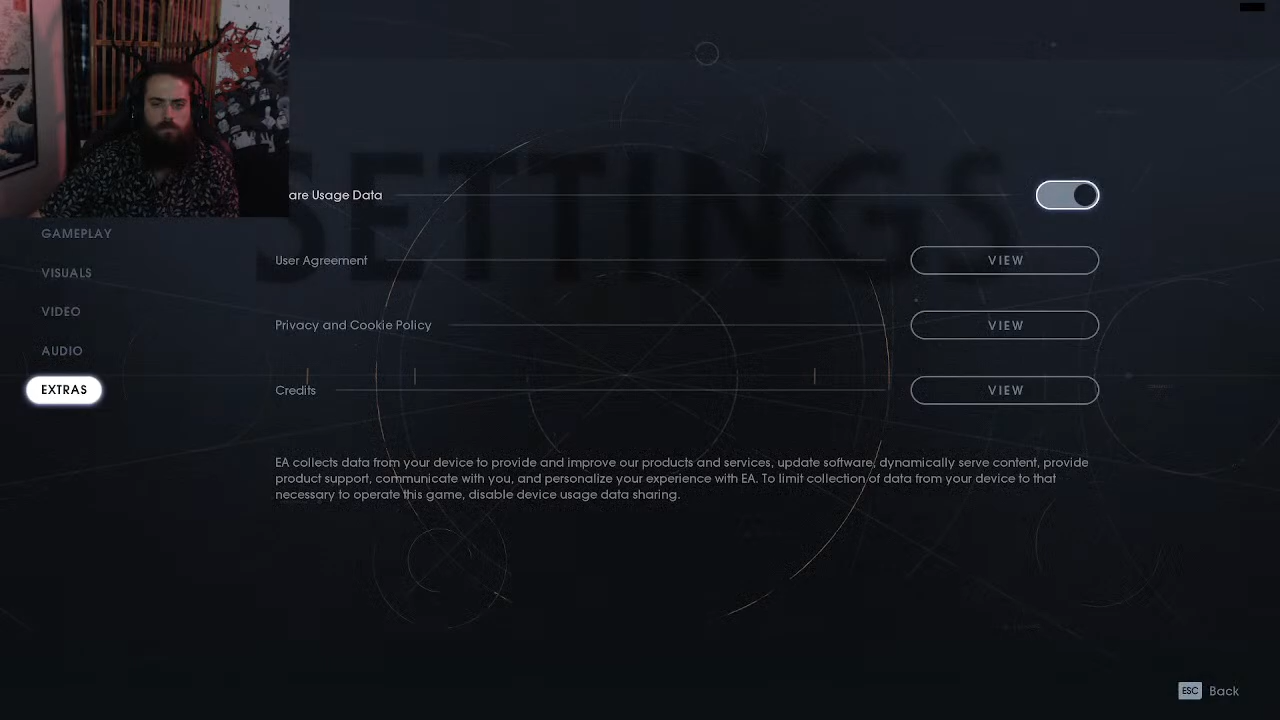 SETTINGS
are Usage Data
GAMEPLAY
User Agreement VIEW
VISUALS
VIDEO
Privacy and Cookie Policy VIEW
AUDIO
EXTRAS
Credits VIEW
EA collects data from your device to provide and improve our products and services, update software, dynamically serve content, provide
product support, communicate with you, and personalize your experience with EA. To limit collection of data from your device to that
necessary to operate this game, disable device usage data sharing.
ESC Back